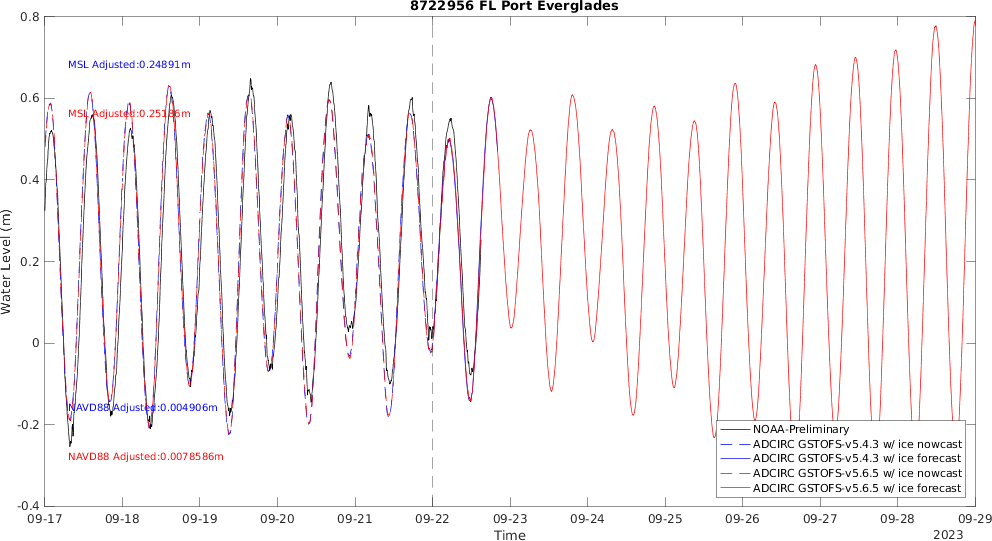 8722956 FL Port Everglades
0.8
0.6
0.4
0.2
0
-0.2
-0.4
Water Level (m)
MSL Adjusted:0.24891m
MSL Adjusted:0.25186m
NAVD88 Adjusted:0.004906m
NAVD88 Adjusted:0.0078586m
NOAA-Preliminary
ADCIRC GSTOFS-v5.4.3 w/ ice nowcast
ADCIRC GSTOFS-v5.4.3 w/ ice forecast
ADCIRC GSTOFS-v5.6.5 w/ ice nowcast
ADCIRC GSTOFS-v5.6.5 w/ ice forecast
09-17 09-18 09-19 09-20 09-21 09-22 09-23 09-24 09-25 09-26 09-27 09-28 09-29
Time
2023